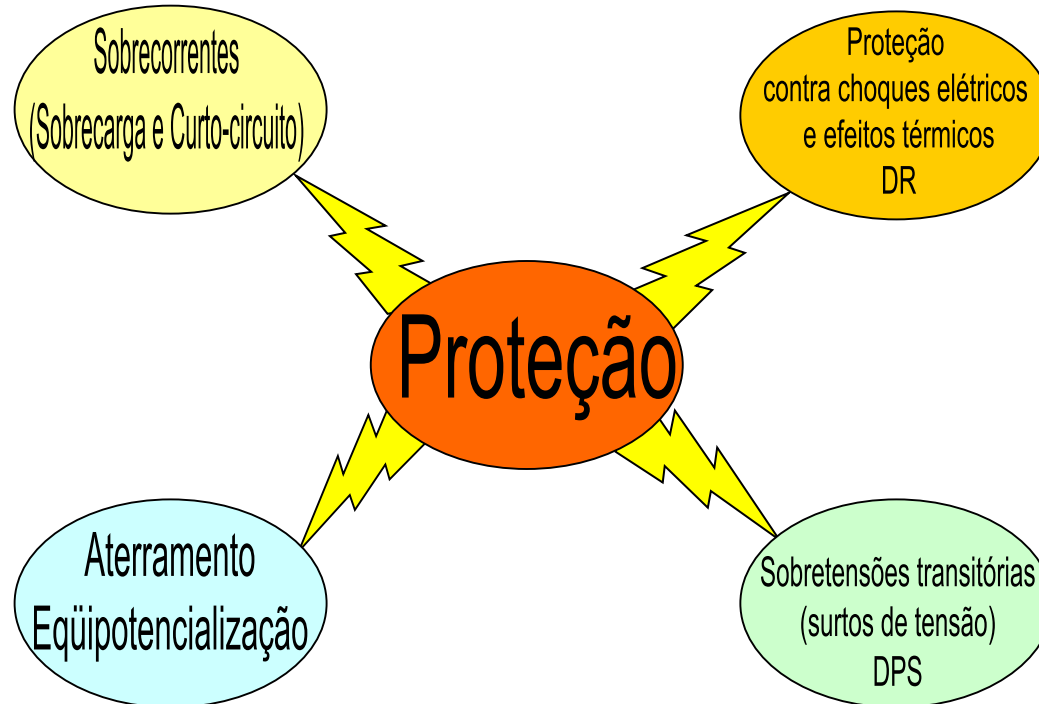 Sobrecorrentes
(Sobrecarga e Curto-circuito)
Proteção
contra choques elétricos
e efeitos térmicos
DR
Proteção
Aterramento
Eqüipotencialização
Sobretensões transitórias
(surtos de tensão)
DPS